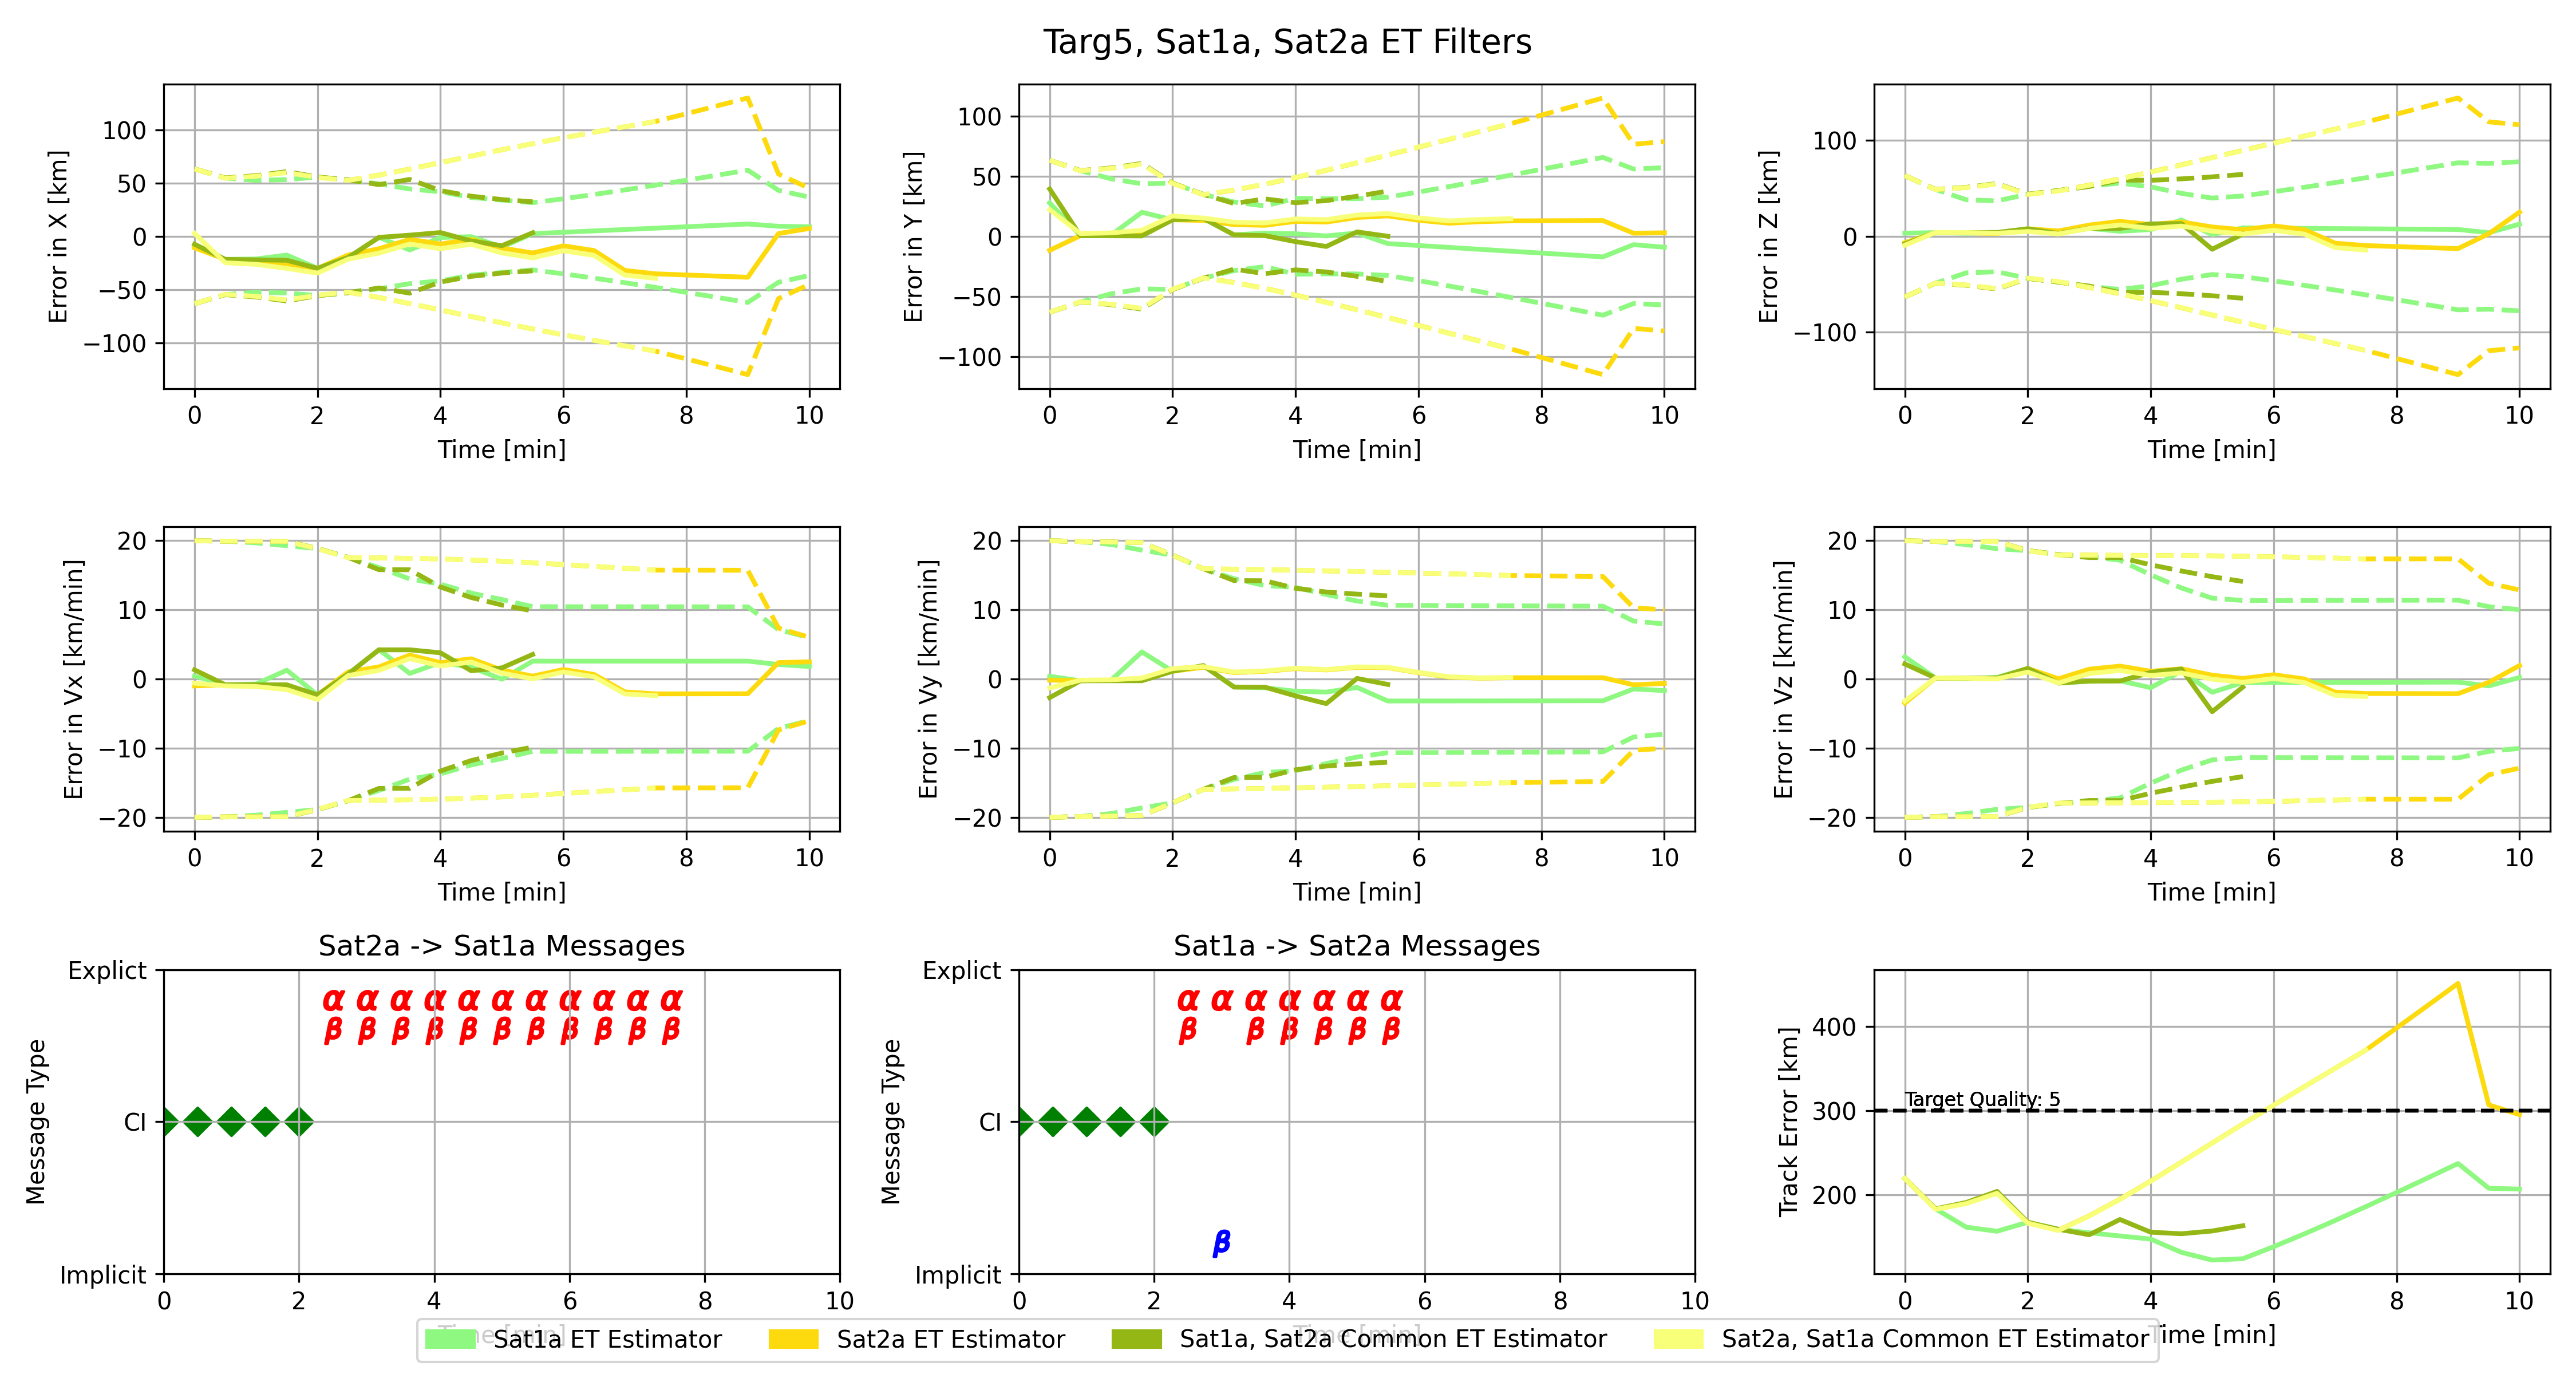 Targ5, Sat1a, Sat2a ET Filters
Error in X [km]
100
50
0
−50
−100
0 2 4 6 8 10
Time [min]
Error in Y [km]
100
50
0
−50
−100
0 2 4 6 8 10
Time [min]
Error in Z [km]
100
0
−100
0 2 4 6 8 10
Time [min]
Error in Vx [km/min]
20
10
0
−10
−20
0 2 4 6 8 10
Time [min]
Error in Vy [km/min]
20
10
0
−10
−20
0 2 4 6 8 10
Time [min]
Error in Vz [km/min]
20
10
0
−10
−20
0 2 4 6 8 10
Time [min]
Sat2a -> Sat1a Messages
Message Type
Explict
α α α α α α α α α α α
β β β β β β β β β β β
CI
Implicit
0 2 4 6 8 10
Time [min]
Sat1a -> Sat2a Messages
Message Type
Explict
α α α α α α α
β β β β β β
CI
β
Implicit
0 2 4 6 8 10
Time [min]
Track Error [km]
400
300
200
Target Quality: 5
0 2 4 6 8 10
Time [min]
Sat1a ET Estimator
Sat2a ET Estimator
Sat1a, Sat2a Common ET Estimator
Sat2a, Sat1a Common ET Estimator